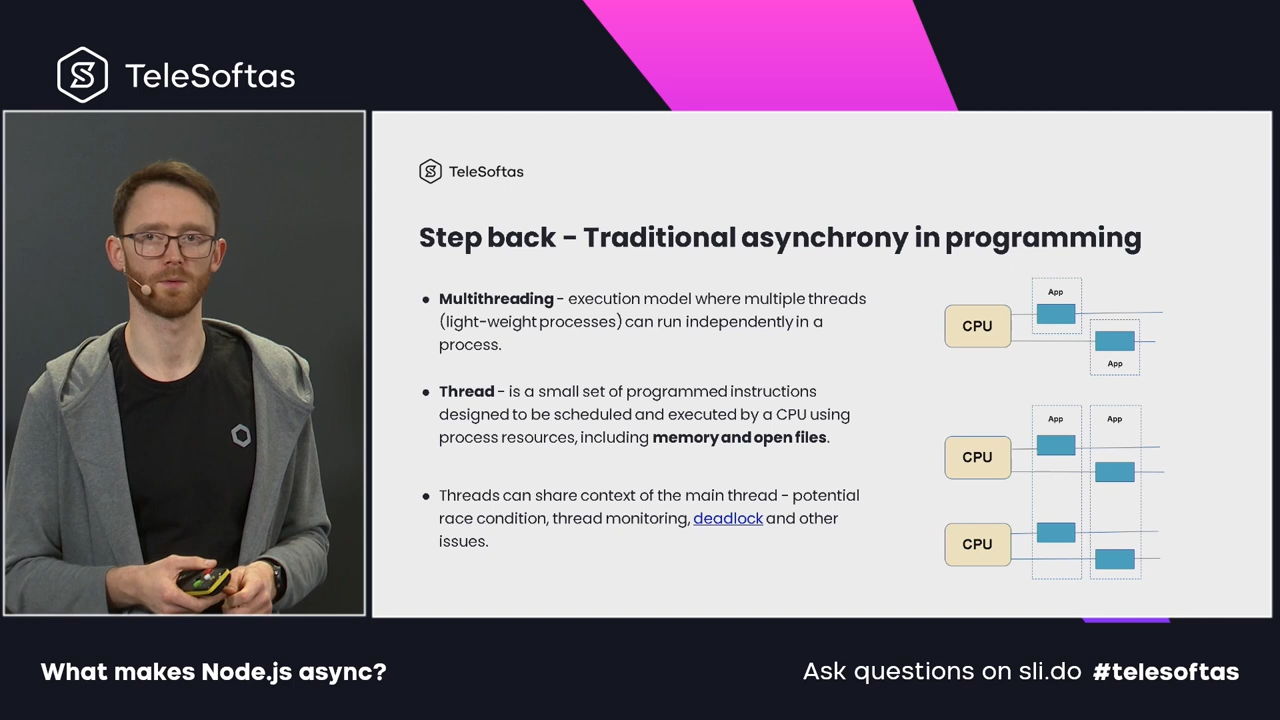 TeleSoftas
TeleSoftas
Step back - Traditional asynchrony in programming
Multithreading - execution model where multiple threads
(light-weight processes) can run independently in a
process.
Thread - is a small set of programmed instructions
designed to be scheduled and executed by a CPU using
process resources, including memory and open files.
Threads can share context of the main thread - potential
race condition, thread monitoring, deadlock and other
issues.
App
CPU
App
App
App
CPU
CPU
What makes Node.js async?
Ask questions on sli.do #telesoftas